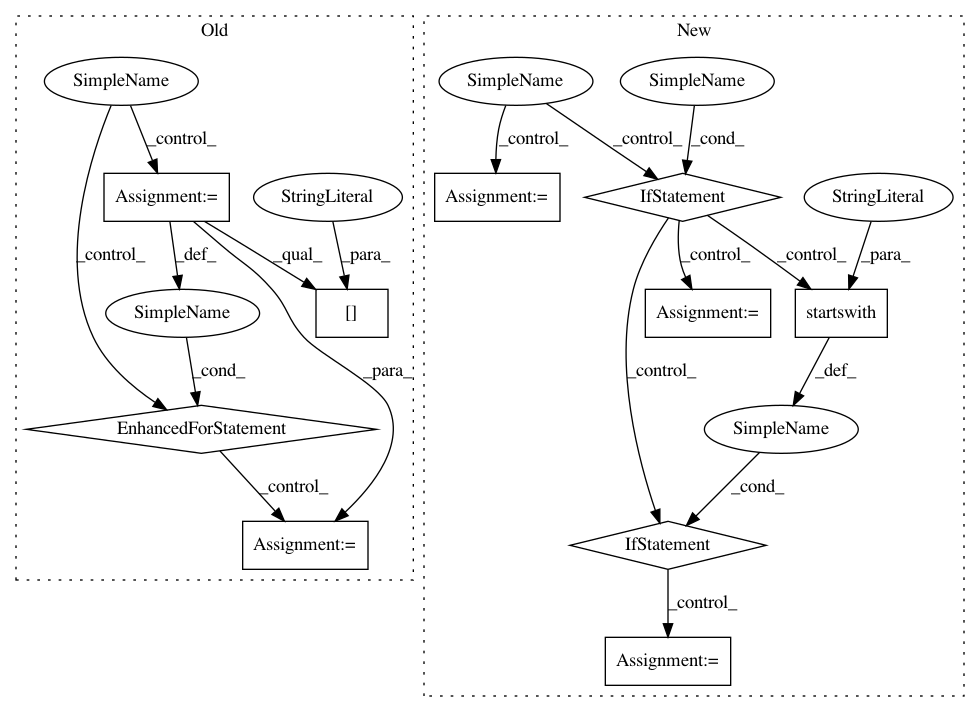 Old
New
SimpleName
SimpleName
SimpleName
_control_
_control_
_control_
_cond_
Assignment:=
StringLiteral
Assignment:=
IfStatement
StringLiteral
_control_
_def_
_qual_
_para_
_control_
_control_
_para_
SimpleName
[]
Assignment:=
startswith
_cond_
_para_
_control_
_def_
EnhancedForStatement
SimpleName
_control_
_cond_
Assignment:=
IfStatement
_control_
Assignment:=